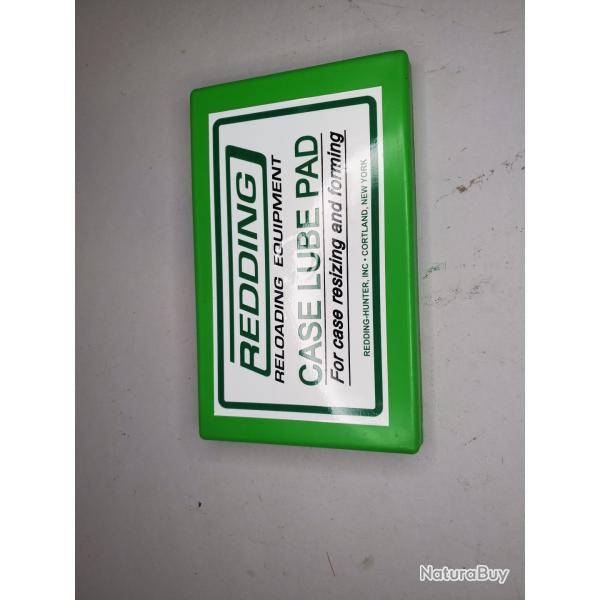 REDDING
RELOADING EQUIPMENT
CASE LUBE PAD
For case resizing and forming
REDDING-HUNTER, INC • CORTLAND, NEW YORK
NaturaBuy